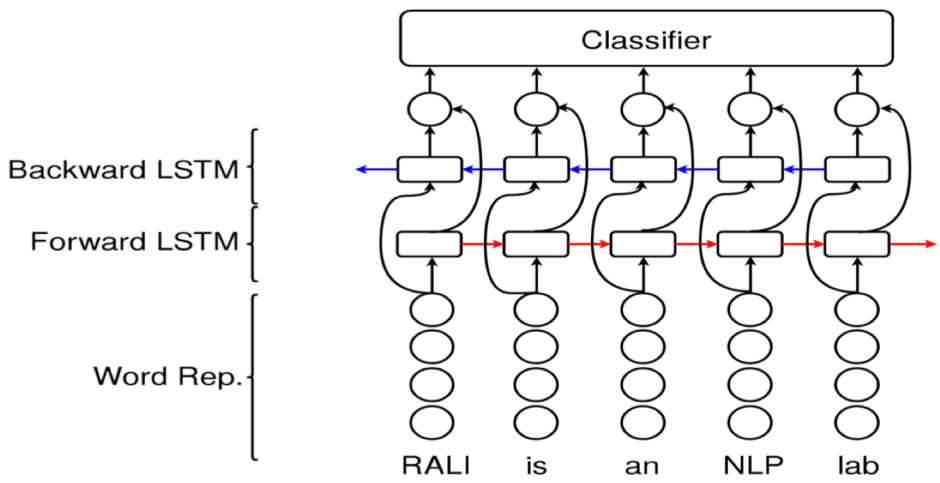 Classifier
Backward LSTM
Forward LSTM
Word Rep.
RALI is an NLP lab